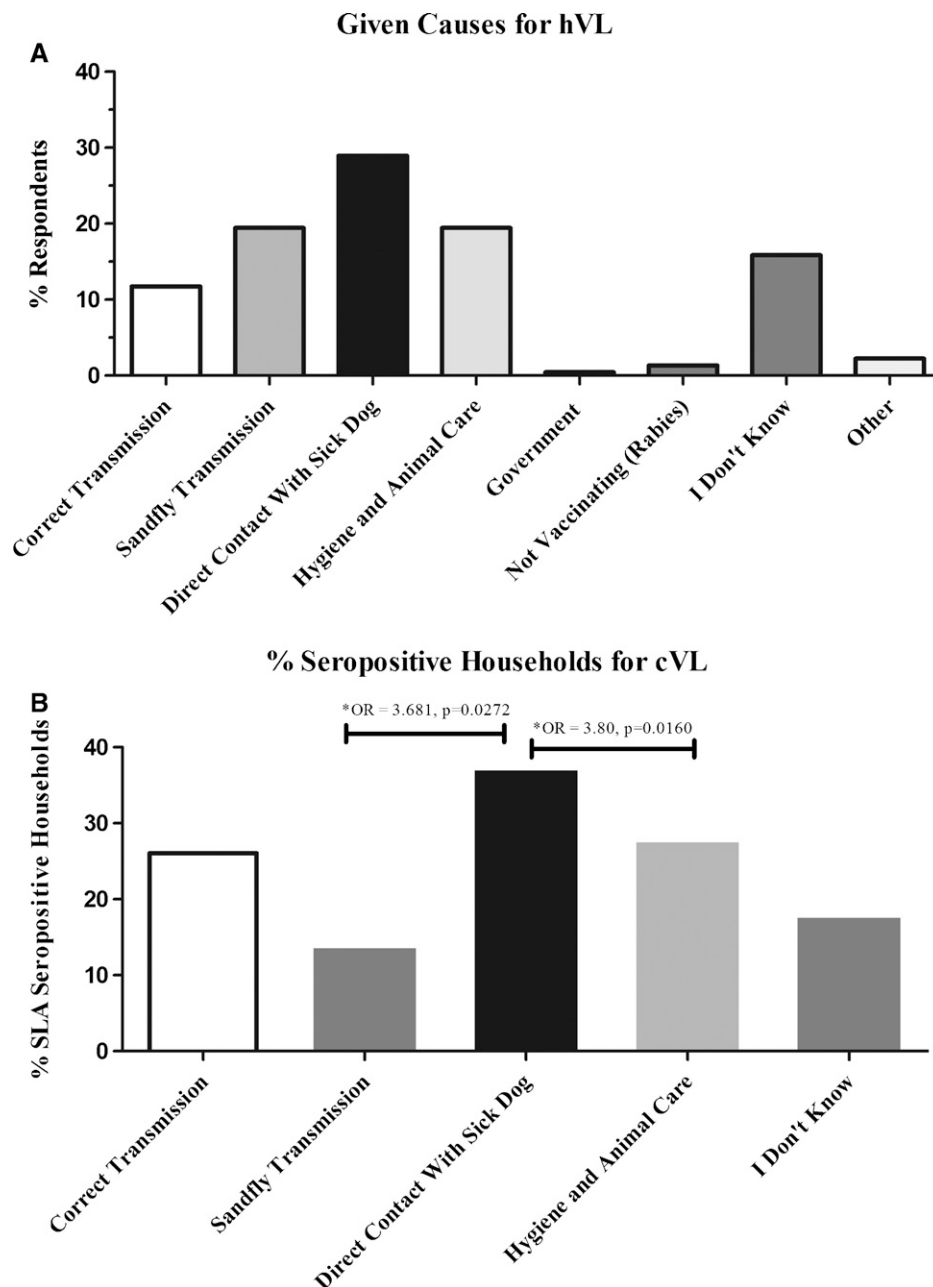 Given Causes for hVL
A
% Respondents
40
30
20
10
0
Correct Transmission
Sandfly Transmission
Direct Contact With Sick Dog
Hygiene and Animal Care
Government
Not Vaccinating (Rabies)
I Don't Know
Other
% Seropositive Households for cVL
B
*OR = 3.681, p=0.0272
*OR = 3.80, p=0.0160
% SLA Seropositive Households
40
30
20
10
0
Correct Transmission
Sandfly Transmission
Direct Contact With Sick Dog
Hygiene and Animal Care
I Don't Know